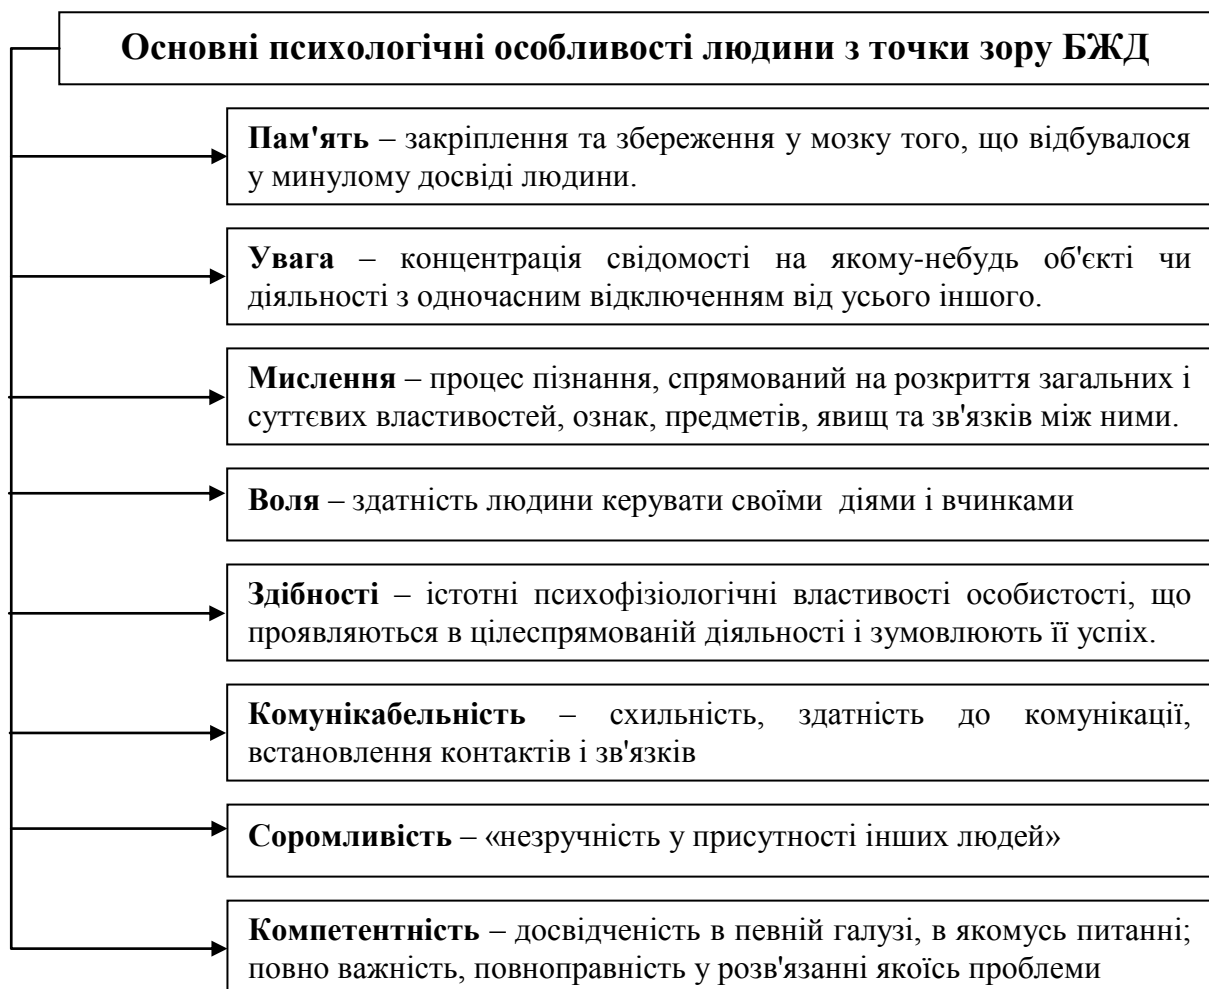 Основні психологічні особливості людини з точки зору БЖД
Пам'ять – закріплення та збереження у мозку того, що відбувалося
у минулому досвіді людини.
Увага – концентрація свідомості на якому-небудь об'єкті чи
діяльності з одночасним відключенням від усього іншого.
Мислення – процес пізнання, спрямований на розкриття загальних і
суттєвих властивостей, ознак, предметів, явищ та зв'язків між ними.
Воля – здатність людини керувати своїми діями і вчинками
Здібності – істотні психофізіологічні властивості особистості, що
проявляються в цілеспрямованій діяльності і зумовлюють її успіх.
Комунікабельність – схильність, здатність до комунікації,
встановлення контактів і зв'язків
Соромливість – «незручність у присутності інших людей»
Компетентність – досвідченість в певній галузі, в якомусь питанні;
повно важність, повноправність у розв'язанні якоїсь проблеми